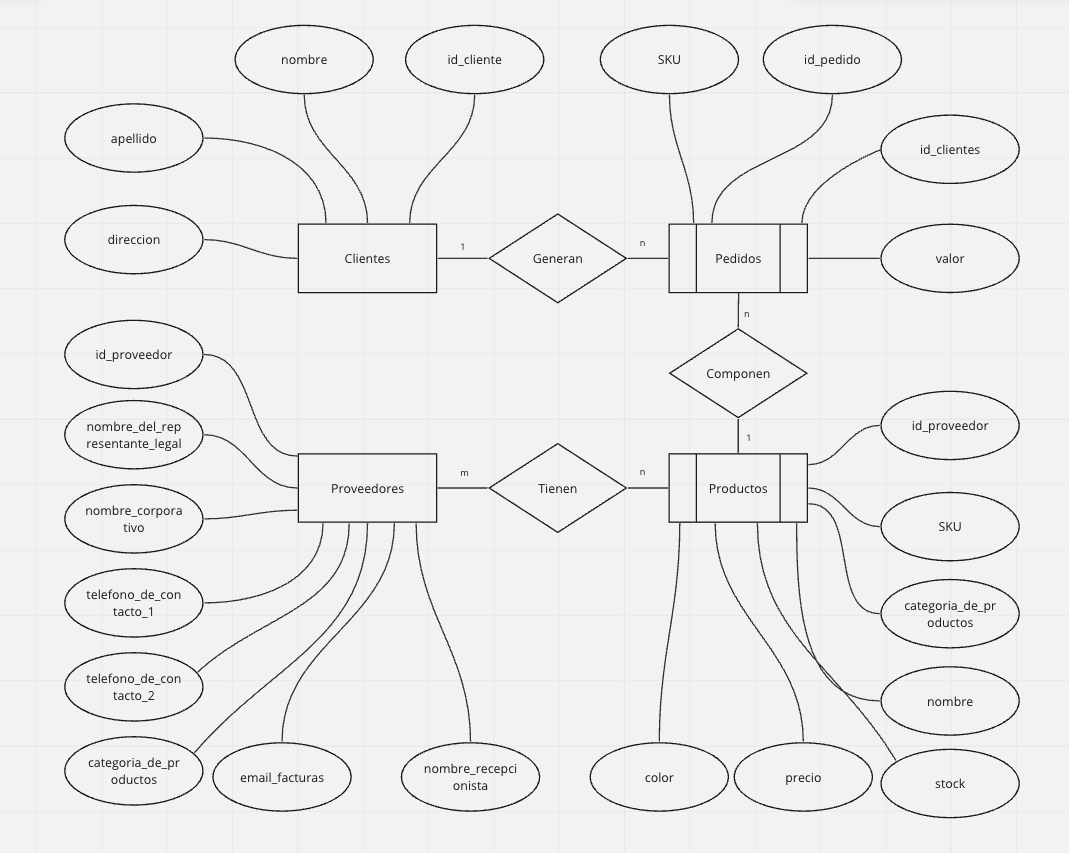 nombre
id_cliente
SKU
id_pedido
apellido
id_clientes
direccion
Clientes
1
Generan
n
Pedidos
valor
n
id_proveedor
Componen
nombre_del_rep
resentante_legal
id_proveedor
1
Proveedores
m
Tienen
n
Productos
nombre_corpora
tivo
SKU
telefono_de_con
tacto_1
categoria_de_pr
oductos
telefono_de_con
tacto_2
nombre
categoria_de_pr
oductos
email_facturas
nombre_recepci
onista
color
precio
stock